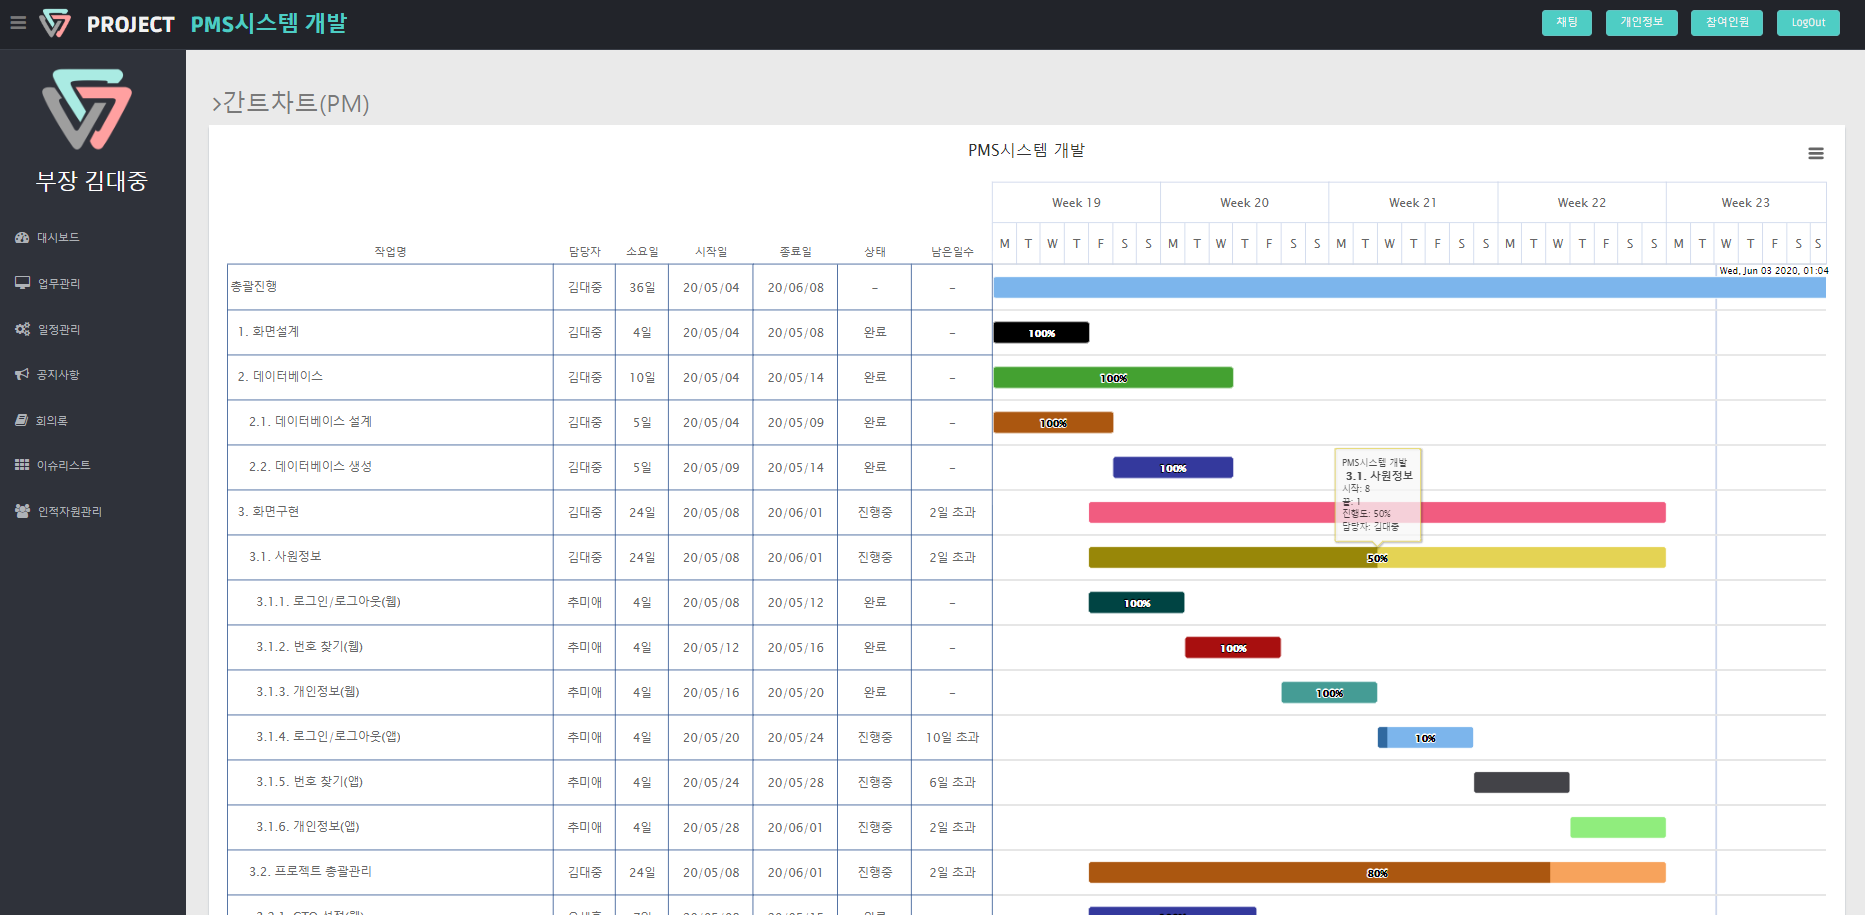 PROJECT PMS시스템 개발
채팅 개인정보 참여인원 LogOut
부장 김대중
대시보드
업무관리
일정관리
공지사항
회의록
이슈리스트
인적자원관리
>간트차트(PM)
PMS시스템 개발
Week 19 Week 20 Week 21 Week 22 Week 23
M T W T F S S M T W T F S S M T W T F S S M T W T F S S M T W T F S S
작업명 담당자 소요일 시작일 종료일 상태 남은일수
Wed, Jun 03 2020, 01:04
총괄진행 김대중 36일 20/05/04 20/06/08 - -
1. 화면설계 김대중 4일 20/05/04 20/05/08 완료 - 100%
2. 데이터베이스 김대중 10일 20/05/04 20/05/14 완료 - 100%
2.1. 데이터베이스 설계 김대중 5일 20/05/04 20/05/09 완료 - 100%
2.2. 데이터베이스 생성 김대중 5일 20/05/09 20/05/14 완료 - 100%
PMS시스템 개발
3.1. 사원정보
시작: 8
끝: 1
진행도: 50%
담당자: 김대중
3. 화면구현 김대중 24일 20/05/08 20/06/01 진행중 2일 초과
3.1. 사원정보 김대중 24일 20/05/08 20/06/01 진행중 2일 초과 50%
3.1.1. 로그인/로그아웃(웹) 추미애 4일 20/05/08 20/05/12 완료 - 100%
3.1.2. 번호 찾기(웹) 추미애 4일 20/05/12 20/05/16 완료 - 100%
3.1.3. 개인정보(웹) 추미애 4일 20/05/16 20/05/20 완료 - 100%
3.1.4. 로그인/로그아웃(앱) 추미애 4일 20/05/20 20/05/24 진행중 10일 초과 10%
3.1.5. 번호 찾기(앱) 추미애 4일 20/05/24 20/05/28 진행중 6일 초과
3.1.6. 개인정보(앱) 추미애 4일 20/05/28 20/06/01 진행중 2일 초과
3.2. 프로젝트 총괄관리 김대중 24일 20/05/08 20/06/01 진행중 2일 초과 80%